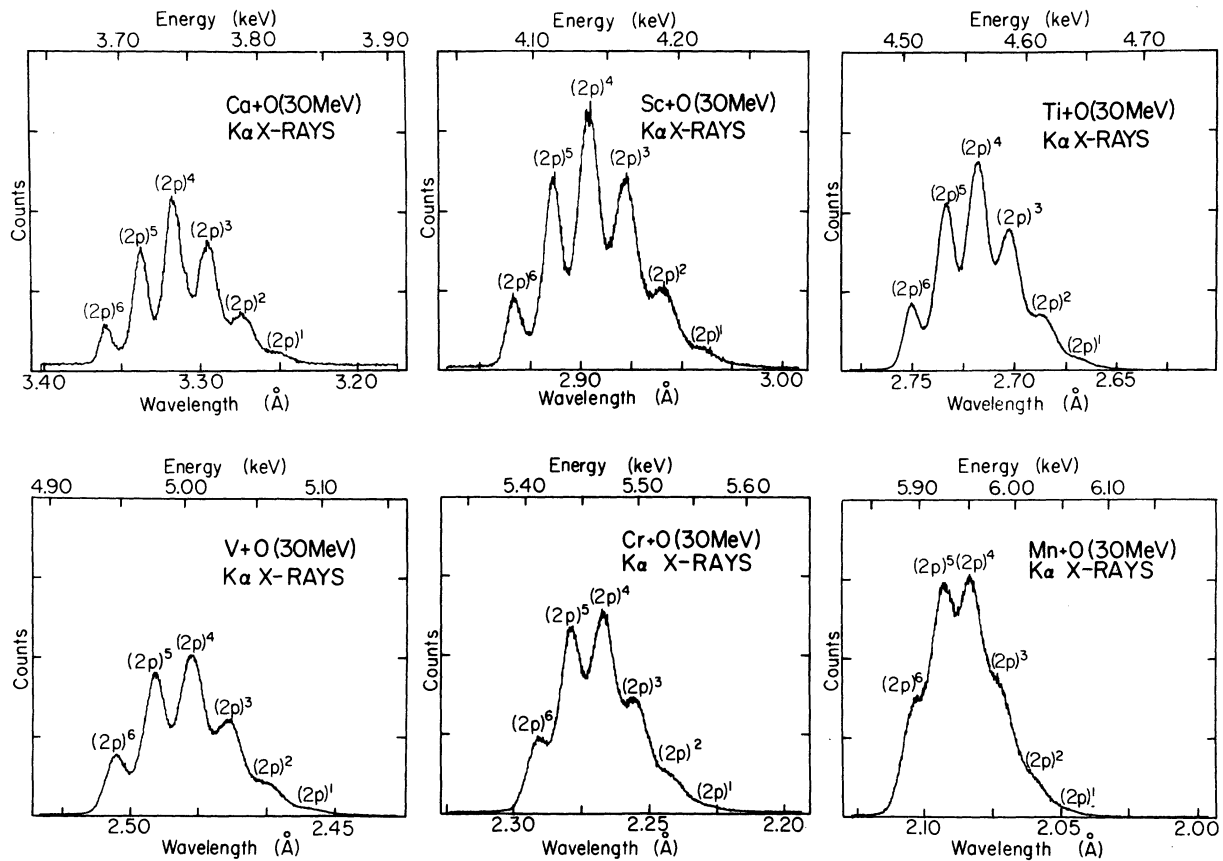 Energy (keV)
3.70 3.80 3.90
Ca+O(30MeV)
Kα X-RAYS
(2p)⁶ (2p)⁵ (2p)⁴ (2p)³ (2p)² (2p)¹
Counts
3.40 3.30 3.20
Wavelength (Å)
Energy (keV)
4.10 4.20
Sc+O(30MeV)
Kα X-RAYS
(2p)⁶ (2p)⁵ (2p)⁴ (2p)³ (2p)² (2p)¹
Counts
2.90 3.00
Wavelength (Å)
Energy (keV)
4.50 4.60 4.70
Ti+O(30MeV)
Kα X-RAYS
(2p)⁶ (2p)⁵ (2p)⁴ (2p)³ (2p)² (2p)¹
Counts
2.75 2.70 2.65
Wavelength (Å)
Energy (keV)
4.90 5.00 5.10
V+O(30MeV)
Kα X-RAYS
(2p)⁶ (2p)⁵ (2p)⁴ (2p)³ (2p)² (2p)¹
Counts
2.50 2.45
Wavelength (Å)
Energy (keV)
5.40 5.50 5.60
Cr+O(30MeV)
Kα X-RAYS
(2p)⁶ (2p)⁵ (2p)⁴ (2p)³ (2p)² (2p)¹
Counts
2.30 2.25 2.20
Wavelength (Å)
Energy (keV)
5.90 6.00 6.10
Mn+O(30MeV)
Kα X-RAYS
(2p)⁶ (2p)⁵ (2p)⁴ (2p)³ (2p)² (2p)¹
Counts
2.10 2.05 2.00
Wavelength (Å)